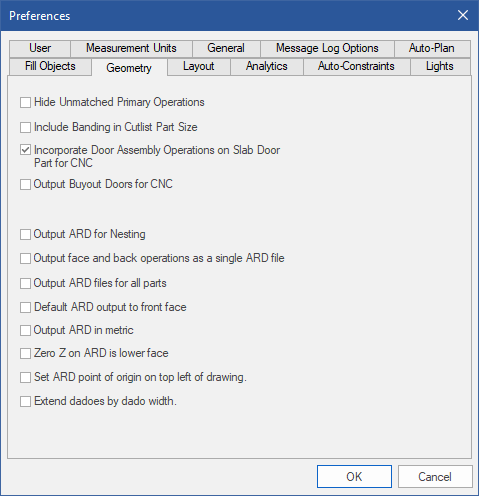 Preferences
User Measurement Units General Message Log Options Auto-Plan
Fill Objects Geometry Layout Analytics Auto-Constraints Lights
Hide Unmatched Primary Operations
Include Banding in Cutlist Part Size
Incorporate Door Assembly Operations on Slab Door
Part for CNC
Output Buyout Doors for CNC
Output ARD for Nesting
Output face and back operations as a single ARD file
Output ARD files for all parts
Default ARD output to front face
Output ARD in metric
Zero Z on ARD is lower face
Set ARD point of origin on top left of drawing.
Extend dadoes by dado width.
OK Cancel